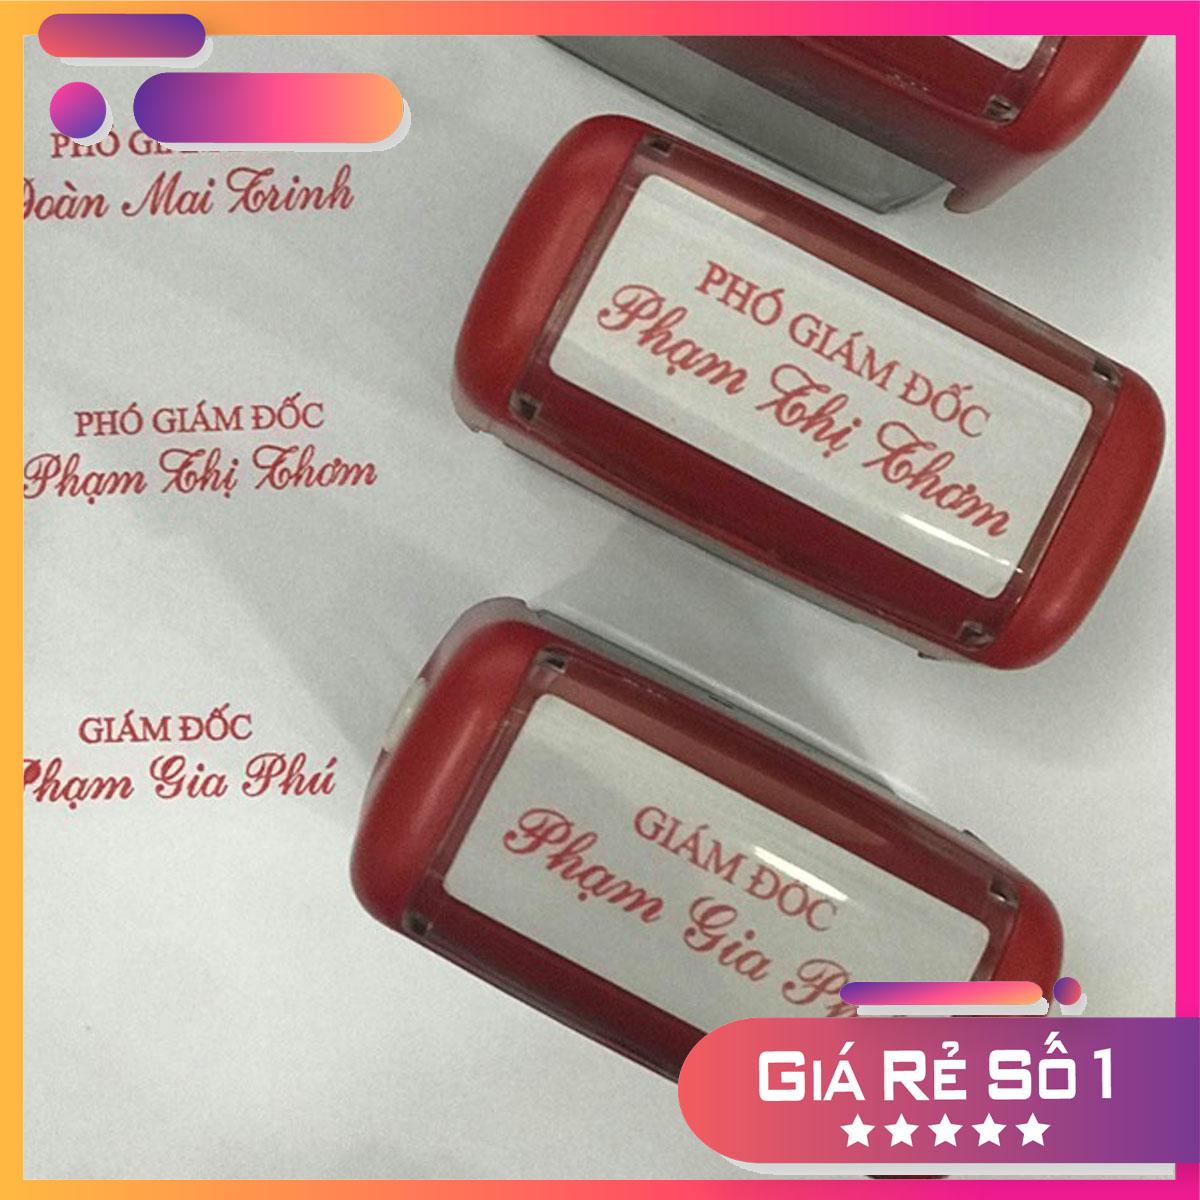 PHÓ
Đoàn Mai Trinh
PHÓ GIÁM ĐỐC
Phạm Thị Thơm
PHÓ GIÁM ĐỐC
Phạm Thị Thơm
GIÁM ĐỐC
Phạm Gia Phú
GIÁM ĐỐC
Phạm Gia
GIÁ RẺ SỐ 1